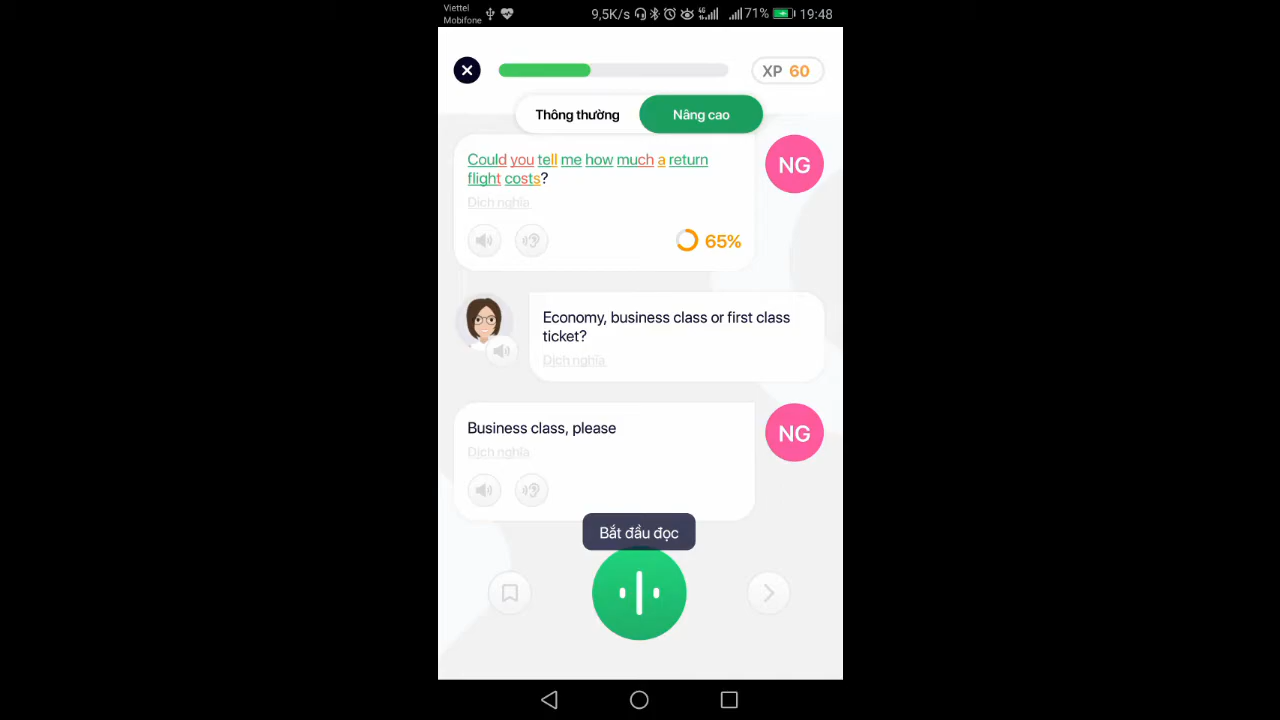 Viettel
Mobifone
9,5K/s 71% 19:48
XP 60
Thông thường Nâng cao
Could you tell me how much a return
flight costs?
Dịch nghĩa
NG
65%
Economy, business class or first class
ticket?
Dịch nghĩa
Business class, please
Dịch nghĩa
NG
Bắt đầu đọc